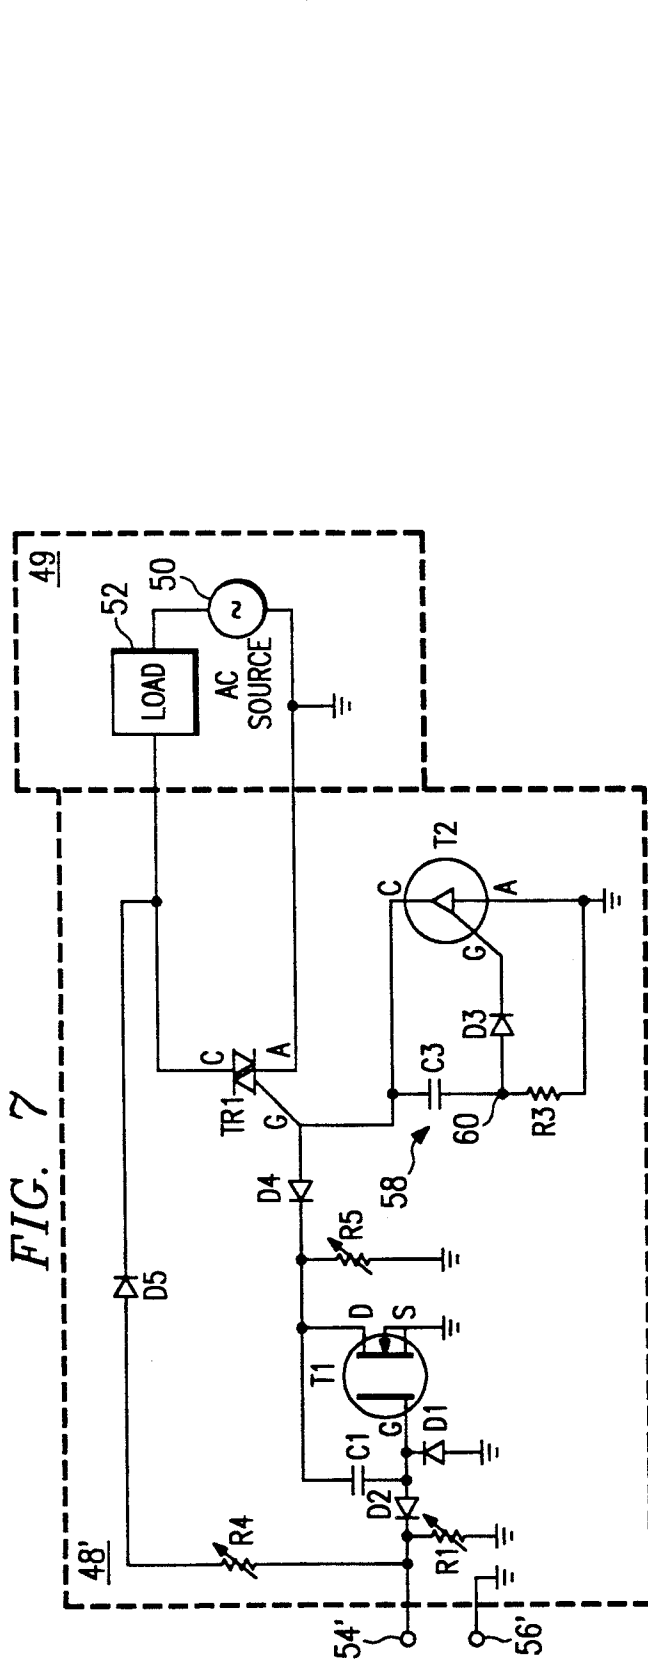 FIG. 7
49
52
50
LOAD
AC
SOURCE
~
48'
D5
R4
C
TR1
A
G
D4
R5
T1
D
S
G
C1
D1
D2
R1
54'
56'
C
T2
A
G
D3
C3
58
60
R3